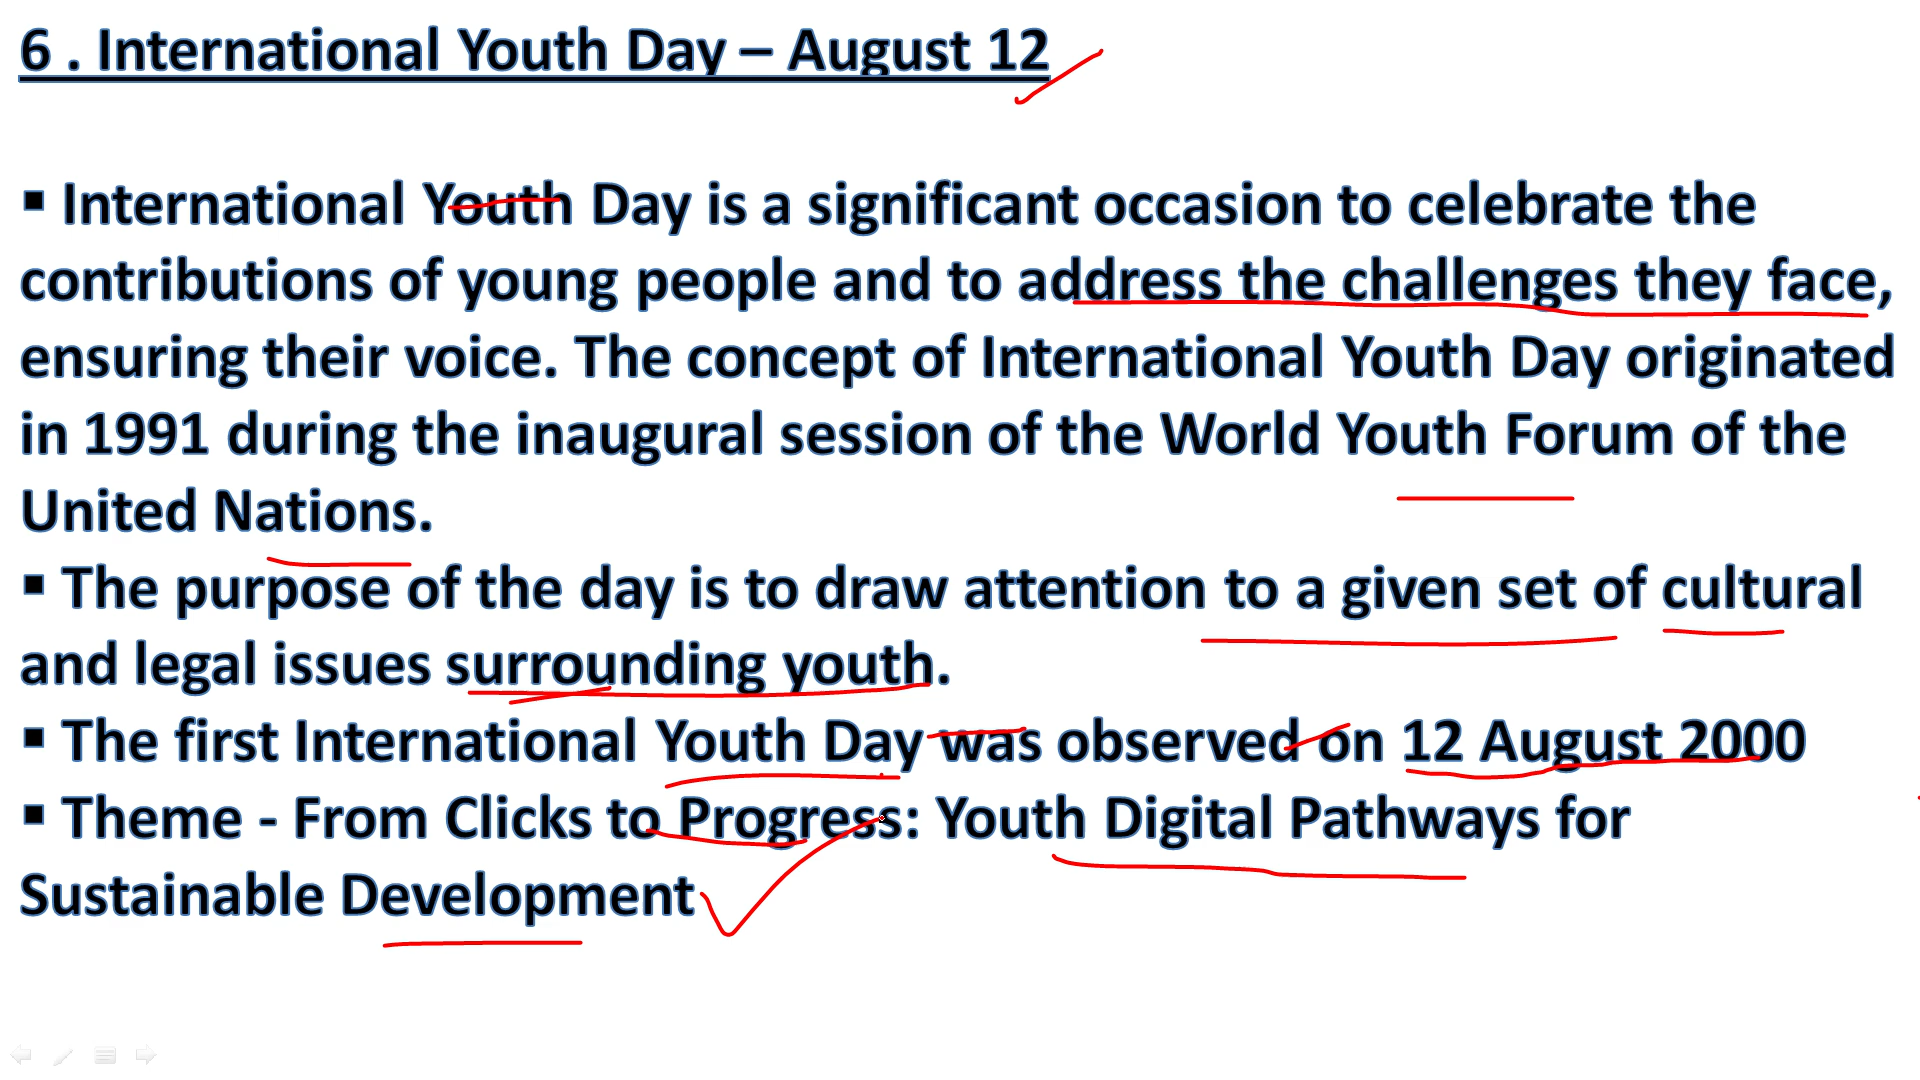 6 . International Youth Day – August 12
▪ International Youth Day is a significant occasion to celebrate the
contributions of young people and to address the challenges they face,
ensuring their voice. The concept of International Youth Day originated
in 1991 during the inaugural session of the World Youth Forum of the
United Nations.
▪ The purpose of the day is to draw attention to a given set of cultural
and legal issues surrounding youth.
▪ The first International Youth Day was observed on 12 August 2000
▪ Theme - From Clicks to Progress: Youth Digital Pathways for
Sustainable Development